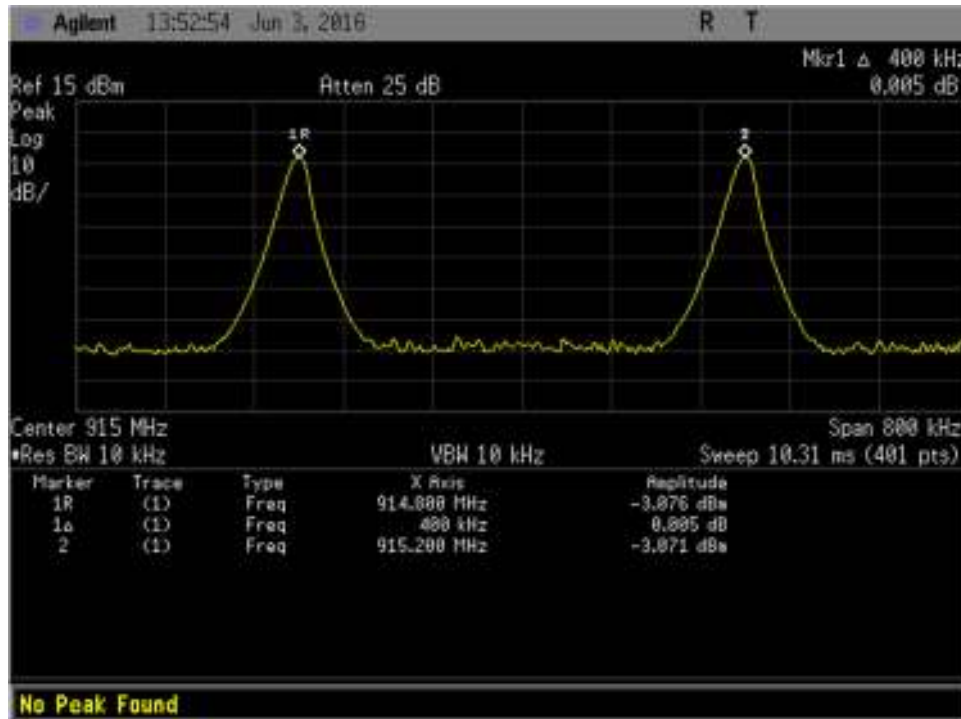 Agilent 13:52:54 Jun 3, 2016 R T
Mkr1 Δ 400 kHz
Ref 15 dBm Atten 25 dB 0.005 dB
Peak
Log
10
dB/
1R 2
Center 915 MHz Span 800 kHz
*Res BW 10 kHz VBW 10 kHz Sweep 10.31 ms (401 pts)
Marker Trace Type X Axis Amplitude
1R (1) Freq 914.800 MHz -3.076 dBm
1Δ (1) Freq 400 kHz 0.005 dB
2 (1) Freq 915.200 MHz -3.071 dBm
No Peak Found